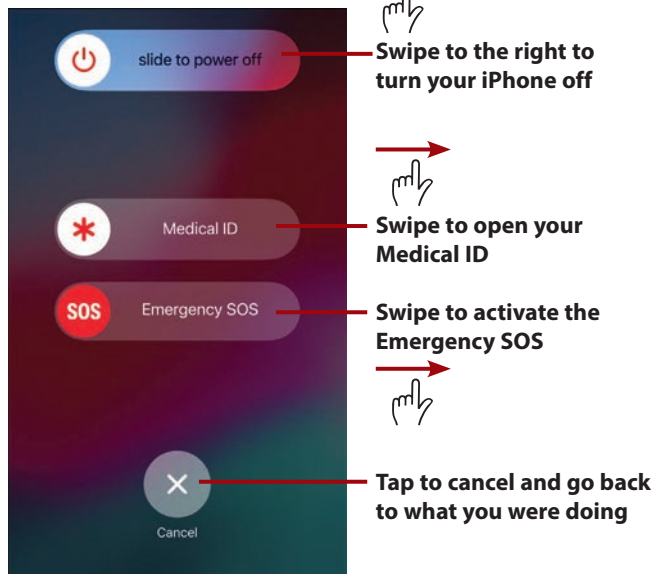 slide to power off
Swipe to the right to
turn your iPhone off
Medical ID
Swipe to open your
Medical ID
SOS
Emergency SOS
Swipe to activate the
Emergency SOS
Cancel
Tap to cancel and go back
to what you were doing